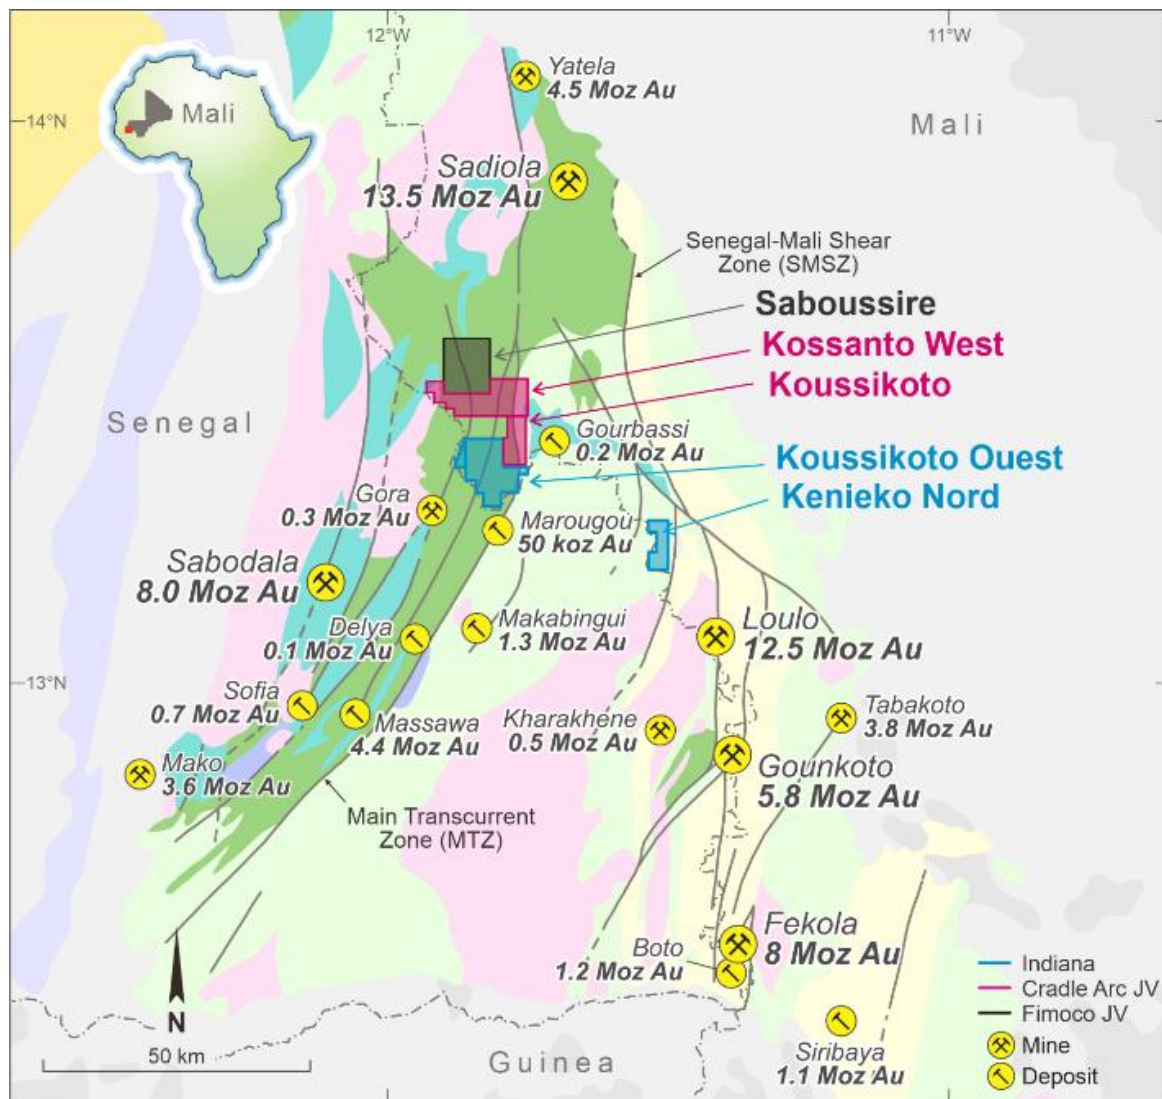 12°W
11°W
14°N
Mali
Yatela
4.5 Moz Au
Mali
Sadiola
13.5 Moz Au
Senegal-Mali Shear
Zone (SMSZ)
Saboussire
Kossanto West
Koussikoto
Senegal
Gourbassi
0.2 Moz Au
Koussikoto Ouest
Kenieko Nord
Gora
0.3 Moz Au
Marougou
50 koz Au
Sabodala
8.0 Moz Au
Delya
0.1 Moz Au
Makabingui
1.3 Moz Au
Loulo
12.5 Moz Au
13°N
Sofia
0.7 Moz Au
Massawa
4.4 Moz Au
Kharakhene
0.5 Moz Au
Tabakoto
3.8 Moz Au
Mako
3.6 Moz Au
Gounkoto
5.8 Moz Au
Main Transcurrent
Zone (MTZ)
Fekola
8 Moz Au
Boto
1.2 Moz Au
N
50 km
Guinea
Siribaya
1.1 Moz Au
Indiana
Cradle Arc JV
Fimoco JV
Mine
Deposit